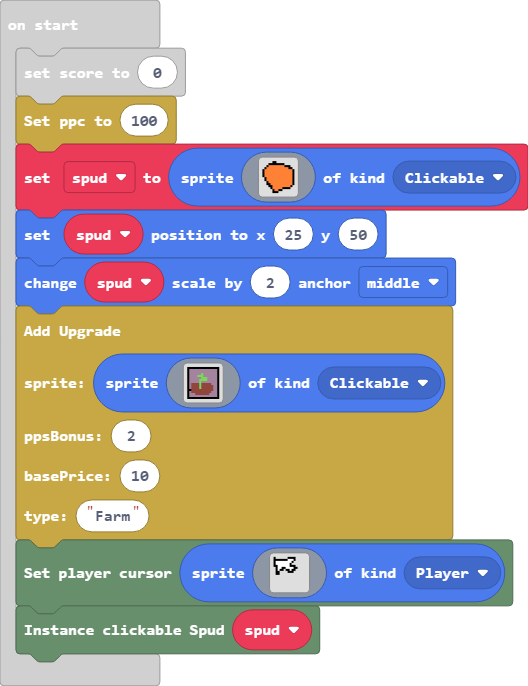 on start
set score to 0
Set ppc to 100
set spud to sprite of kind Clickable
set spud position to x 25 y 50
change spud scale by 2 anchor middle
Add Upgrade
sprite: sprite of kind Clickable
ppsBonus: 2
basePrice: 10
type: "Farm"
Set player cursor sprite of kind Player
Instance clickable Spud spud